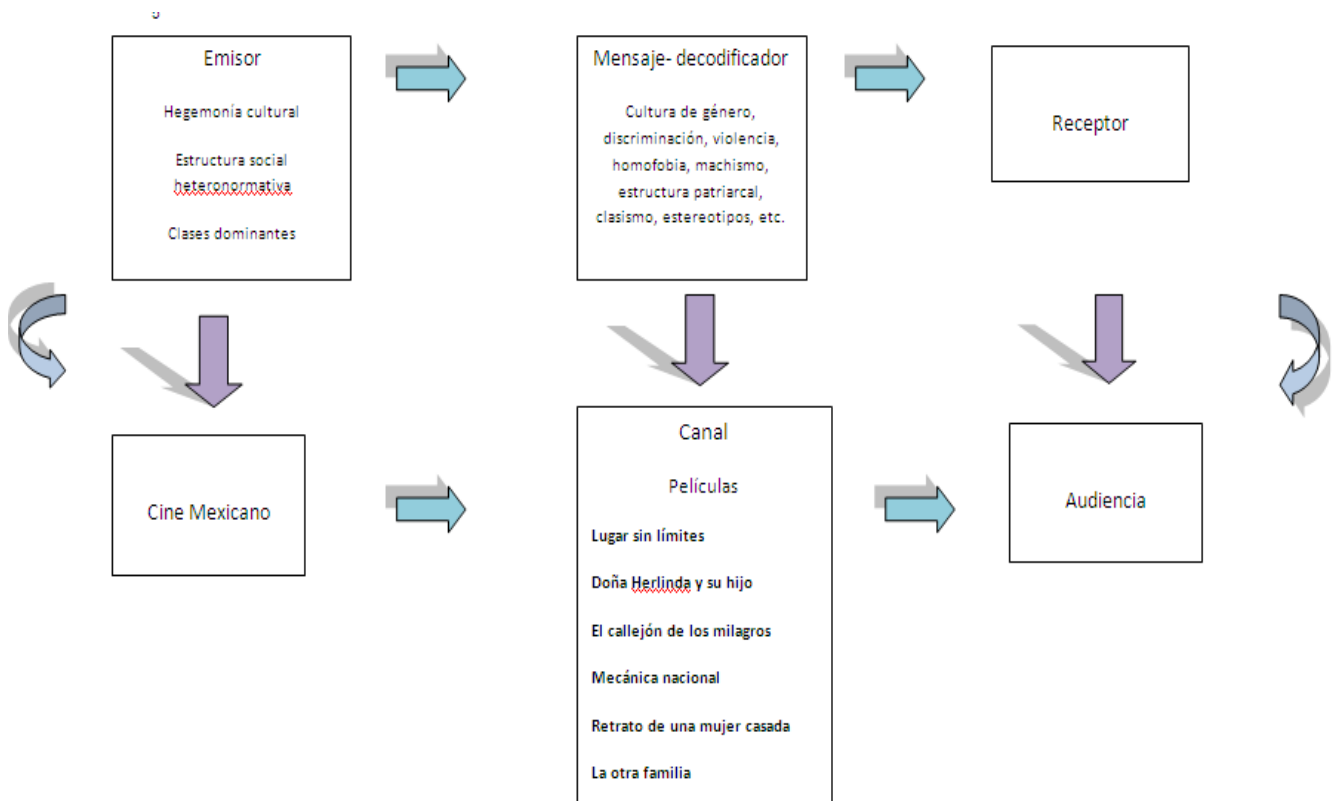 Emisor
Hegemonía cultural
Estructura social
heteronormativa
Clases dominantes
Mensaje- decodificador
Cultura de género,
discriminación, violencia,
homofobia, machismo,
estructura patriarcal,
clasismo, estereotipos, etc.
Receptor
Cine Mexicano
Canal
Películas
Lugar sin límites
Doña Herlinda y su hijo
El callejón de los milagros
Mecánica nacional
Retrato de una mujer casada
La otra familia
Audiencia